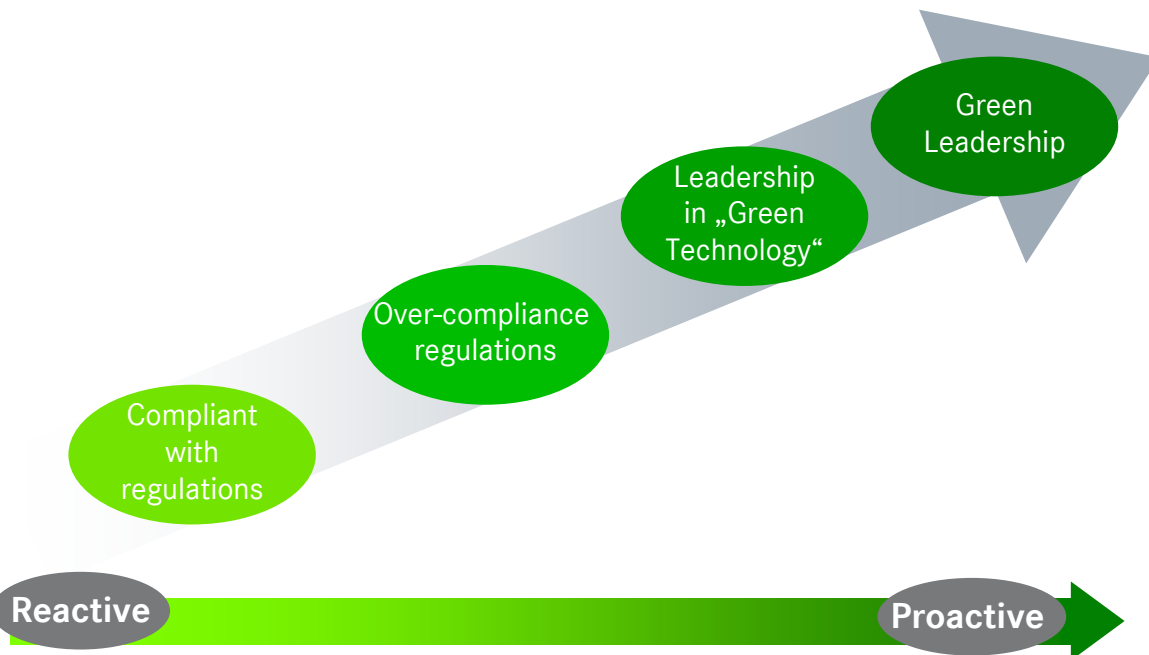 Green
Leadership
Leadership
in „Green
Technology“
Over-compliance
regulations
Compliant
with
regulations
Reactive
Proactive